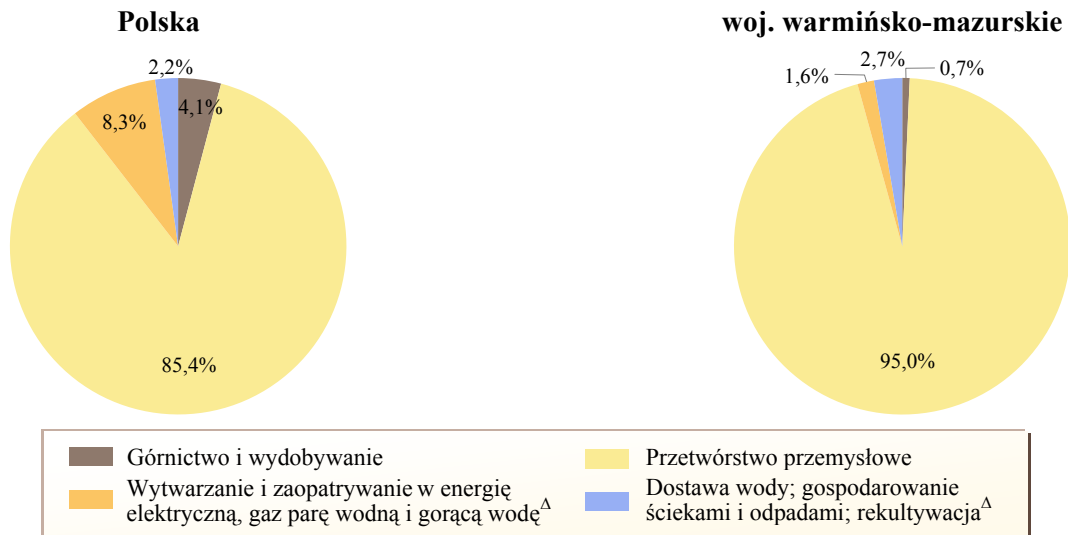 Polska
2,2%
4,1%
8,3%
85,4%
woj. warmińsko-mazurskie
2,7%
0,7%
1,6%
95,0%
Górnictwo i wydobywanie
Wytwarzanie i zaopatrywanie w energię
elektryczną, gaz parę wodną i gorącą wodę^Δ
Przetwórstwo przemysłowe
Dostawa wody; gospodarowanie
ściekami i odpadami; rekultywacja^Δ